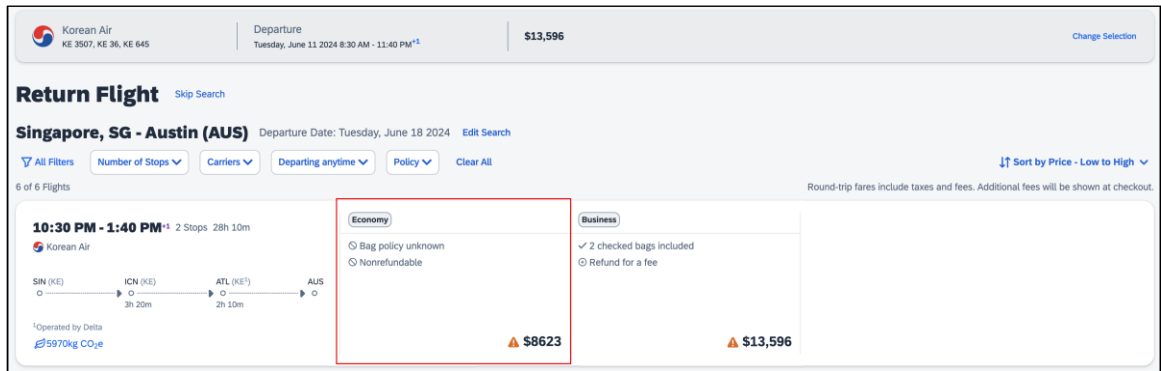 Korean Air
KE 3507, KE 36, KE 645
Departure
Tuesday, June 11 2024 8:30 AM - 11:40 PM+1
$13,596
Change Selection
Return Flight Skip Search
Singapore, SG - Austin (AUS) Departure Date: Tuesday, June 18 2024 Edit Search
All Filters Number of Stops Carriers Departing anytime Policy Clear All
Sort by Price - Low to High
6 of 6 Flights
Round-trip fares include taxes and fees. Additional fees will be shown at checkout.
10:30 PM - 1:40 PM+1 2 Stops 28h 10m
Korean Air
SIN (KE) ICN (KE) ATL (KE1) AUS
3h 20m 2h 10m
1Operated by Delta
5970kg CO2e
Economy
Bag policy unknown
Nonrefundable
$8623
Business
2 checked bags included
Refund for a fee
$13,596